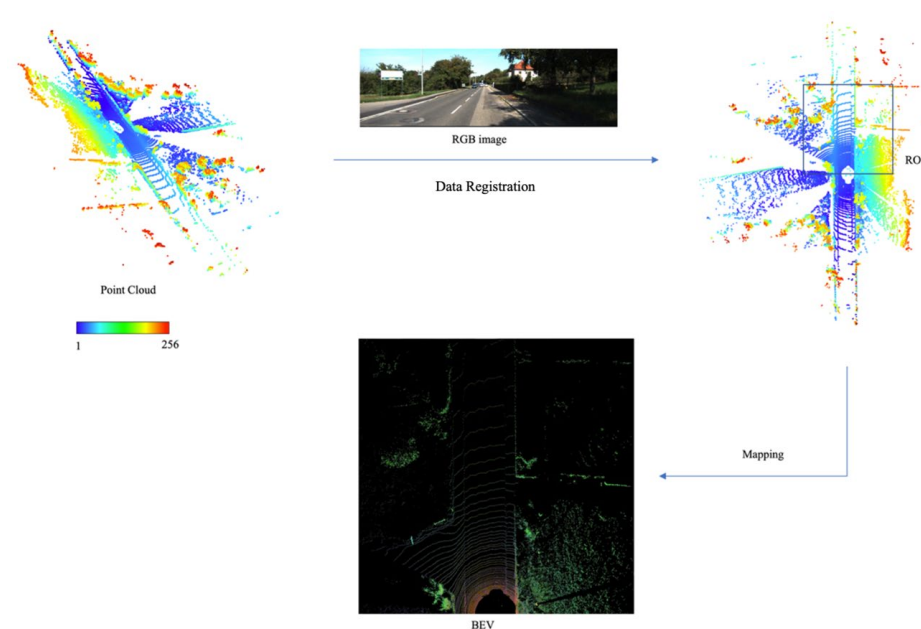 RGB image
Data Registration
RO
Point Cloud
1 256
Mapping
BEV